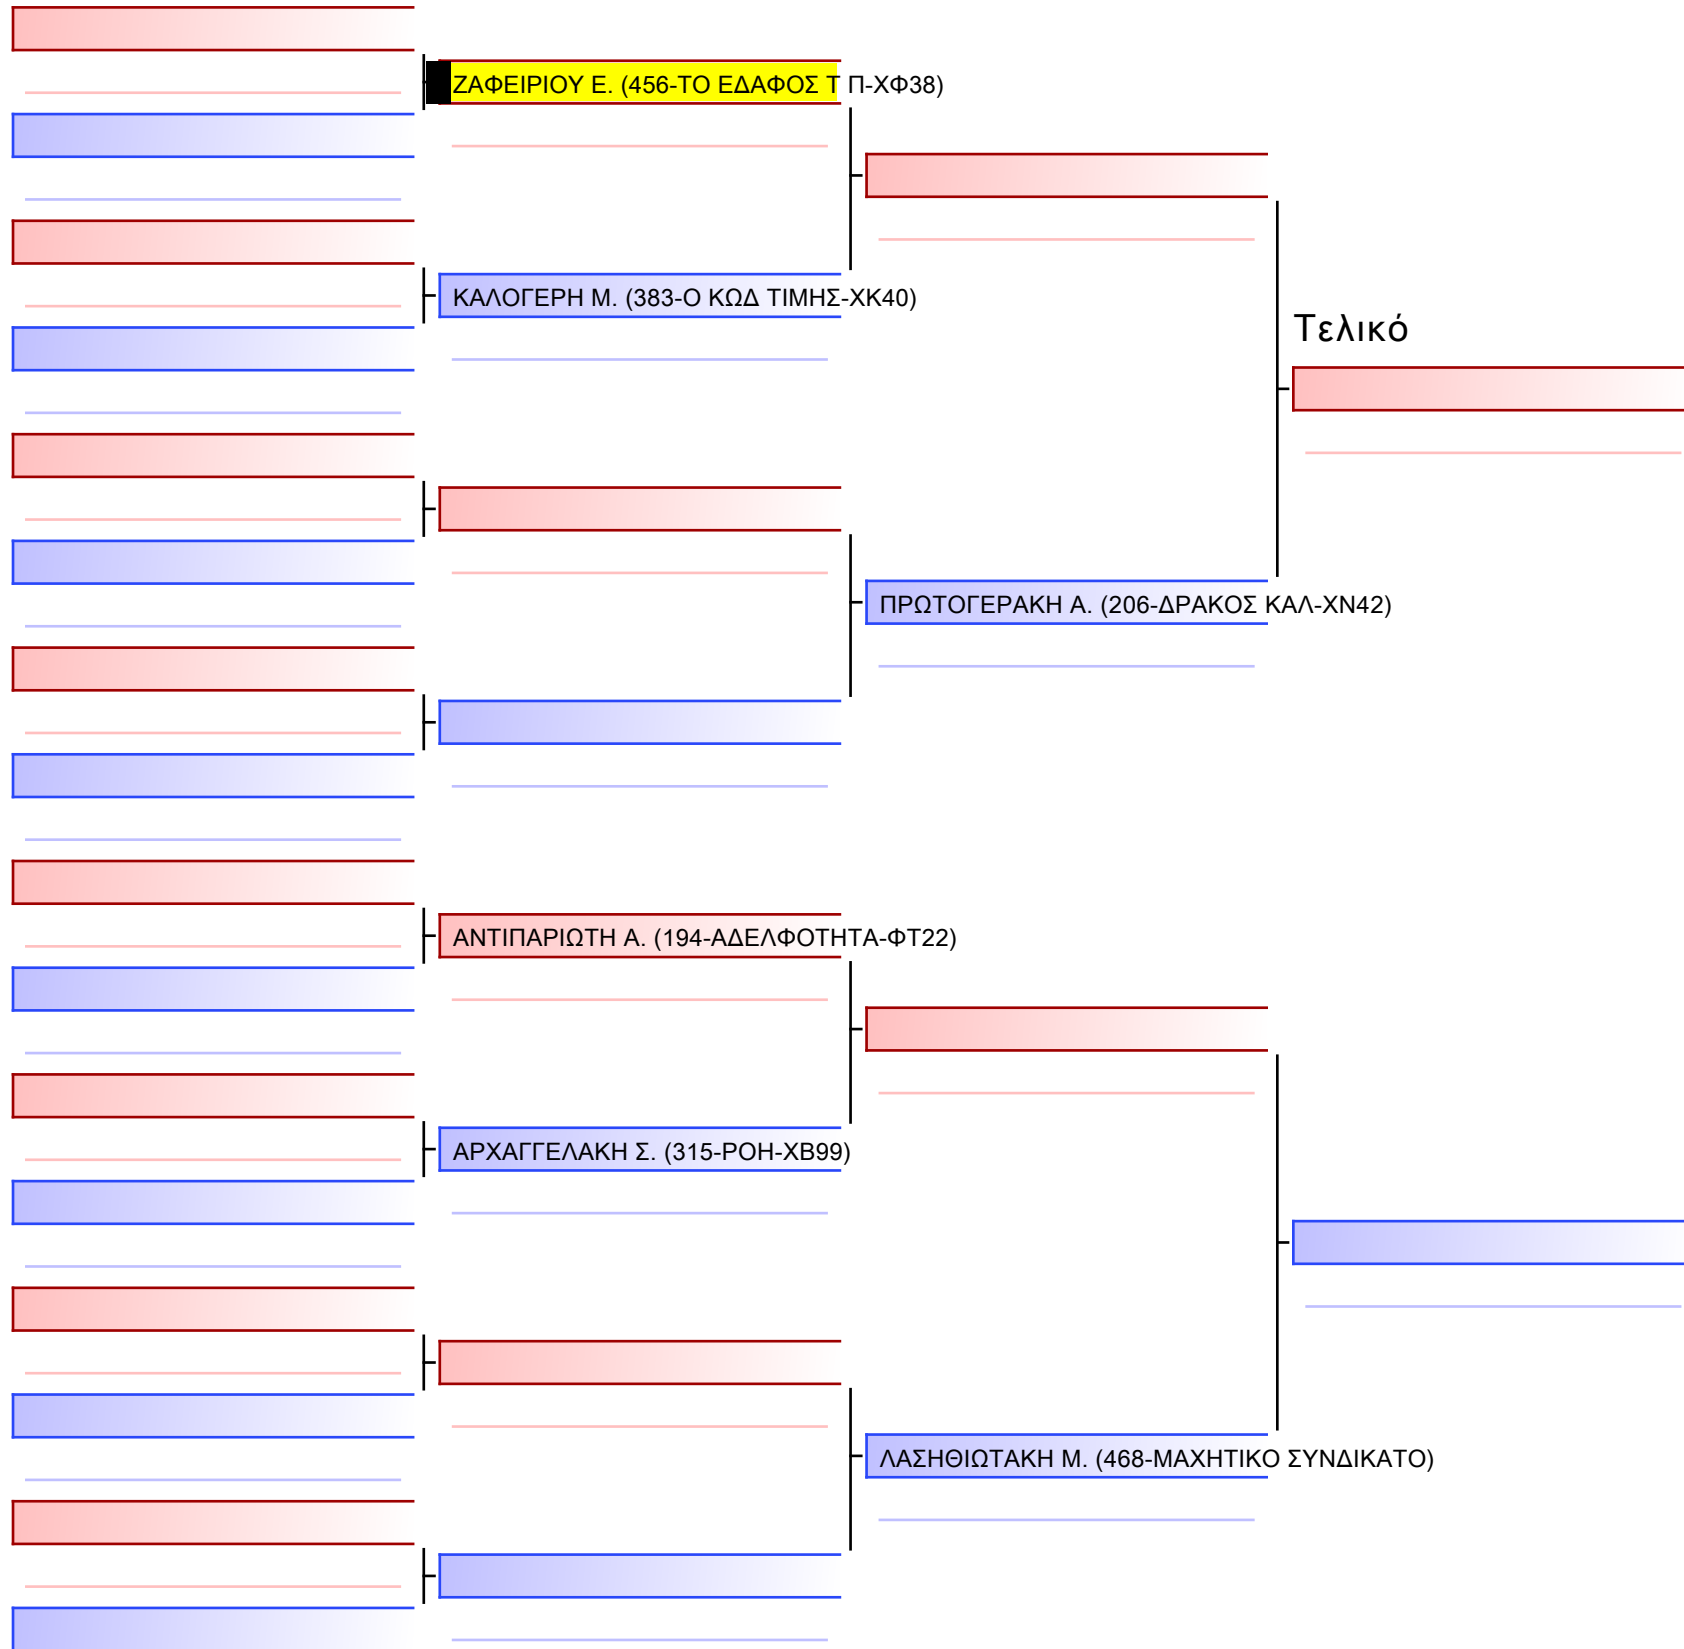 ΖΑΦΕΙΡΙΟΥ Ε. (456-ΤΟ ΕΔΑΦΟΣ Τ Π-ΧΦ38)
ΚΑΛΟΓΕΡΗ Μ. (383-Ο ΚΩΔ ΤΙΜΗΣ-ΧΚ40)
Τελικό
ΠΡΩΤΟΓΕΡΑΚΗ Α. (206-ΔΡΑΚΟΣ ΚΑΛ-ΧΝ42)
ΑΝΤΙΠΑΡΙΩΤΗ Α. (194-ΑΔΕΛΦΟΤΗΤΑ-ΦΤ22)
ΑΡΧΑΓΓΕΛΑΚΗ Σ. (315-ΡΟΗ-ΧΒ99)
ΛΑΣΗΘΙΩΤΑΚΗ Μ. (468-ΜΑΧΗΤΙΚΟ ΣΥΝΔΙΚΑΤΟ)